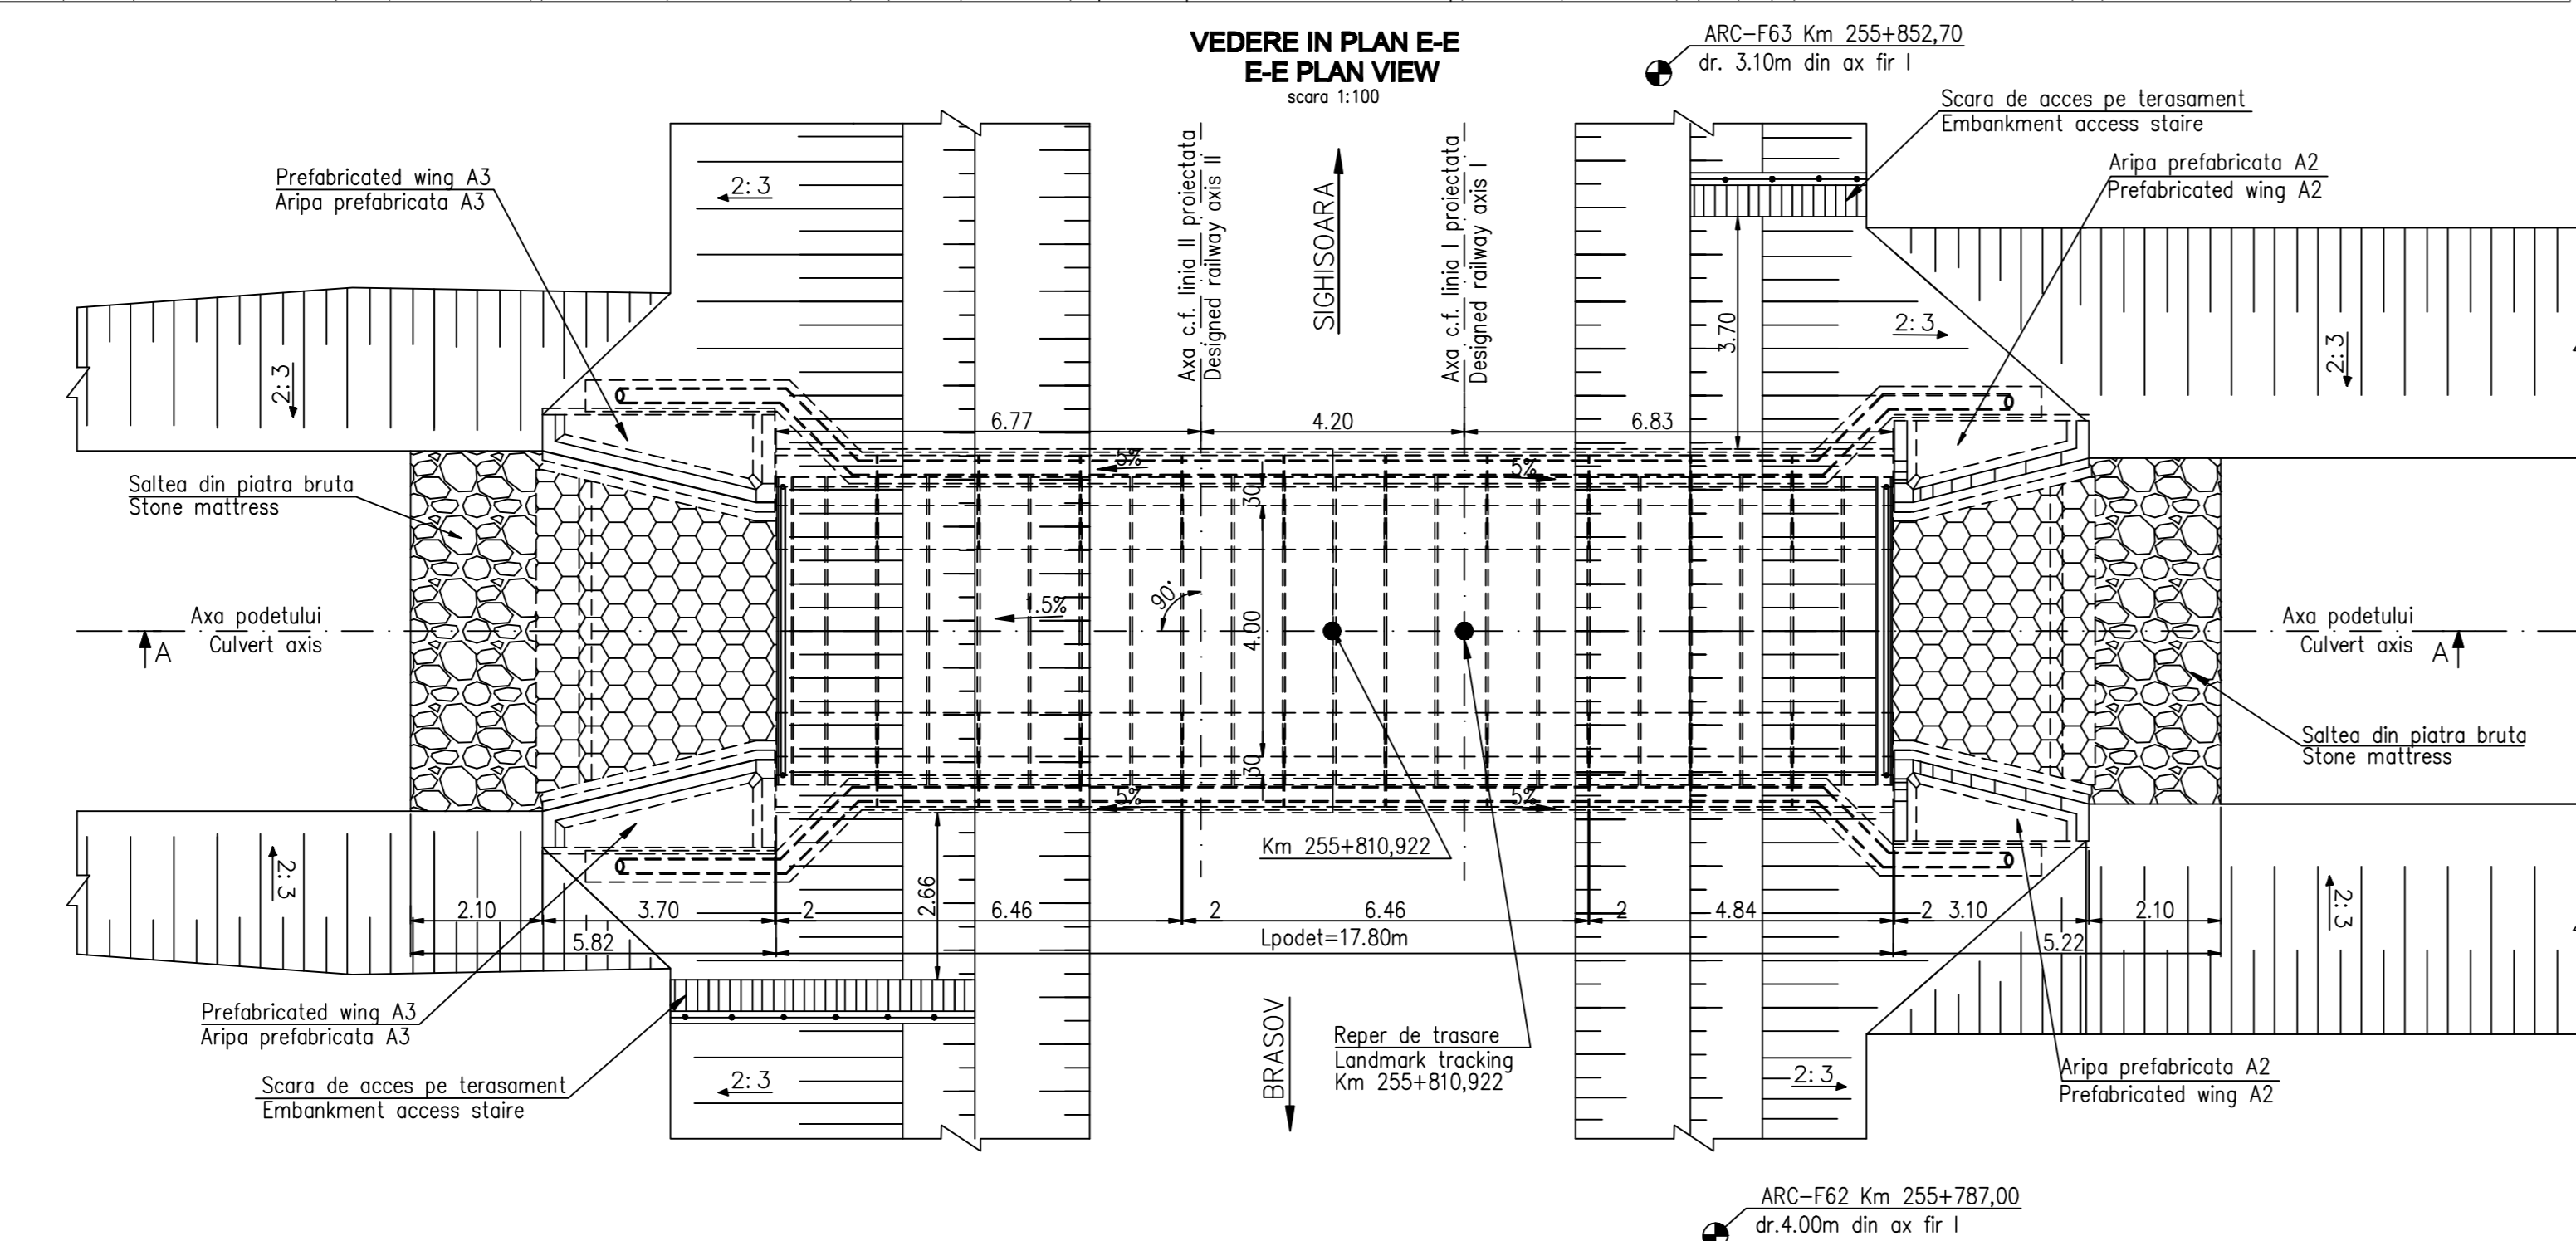 VEDERE IN PLAN E-E
E-E PLAN VIEW
scara 1:100
ARC-F63 Km 255+852,70
dr. 3.10m din ax fir I
Scara de acces pe terasament
Embankment access staire
Aripa prefabricata A2
Prefabricated wing A2
Prefabricated wing A3
Aripa prefabricata A3
2:3
Axa c.f. linia II proiectata
Designed railway axis II
SIGHISOARA
Axa c.f. linia I proiectata
Designed railway axis I
3.70
2:3
2:3
2:3
6.77
4.20
6.83
5%
5%
30
Saltea din piatra bruta
Stone mattress
90°
1.5%
4.00
Axa podetului
Culvert axis
A
Axa podetului
Culvert axis
A
Saltea din piatra bruta
Stone mattress
30
5%
5%
Km 255+810,922
2:3
2:3
2.66
2.10
3.70
2
6.46
2
6.46
2
4.84
2
3.10
2.10
5.82
Lpodet=17.80m
5.22
Prefabricated wing A3
Aripa prefabricata A3
Scara de acces pe terasament
Embankment access staire
2:3
BRASOV
Reper de trasare
Landmark tracking
Km 255+810,922
2:3
Aripa prefabricata A2
Prefabricated wing A2
ARC-F62 Km 255+787,00
dr.4.00m din ax fir I